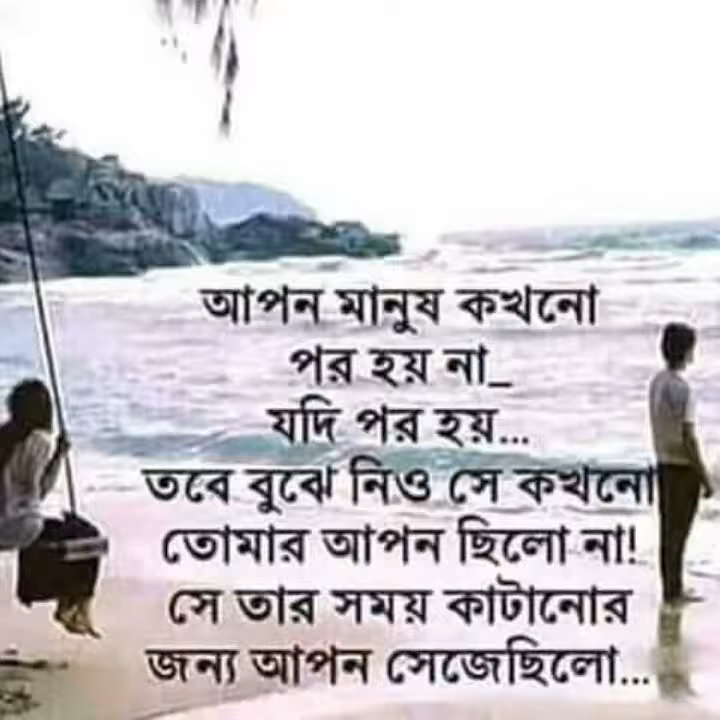 আপন মানুষ কখনো
পর হয় না_
যদি পর হয়...
তবে বুঝে নিও সে কখনো
তোমার আপন ছিলো না!
সে তার সময় কাটানোর
জন্য আপন সেজেছিলো...